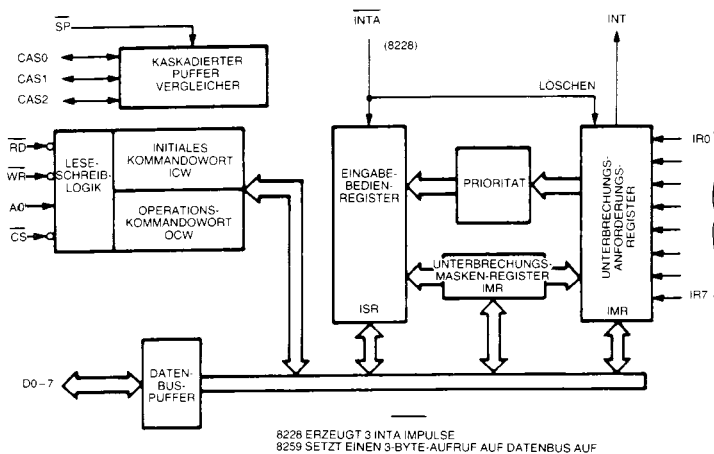 SP
INTA
INT
(8228)
CAS0
CAS1
CAS2
KASKADIERTER
PUFFER
VERGLEICHER
LÖSCHEN
RD
WR
A0
CS
LESE-
SCHREIB-
LOGIK
INITIALES
KOMMANDOWORT
ICW
OPERATIONS-
KOMMANDOWORT
OCW
EINGABE-
BEDIEN-
REGISTER
ISR
PRIORITÄT
UNTERBRECHUNGS-
MASKEN-REGISTER
IMR
UNTERBRECHUNGS-
ANFORDERUNGS-
REGISTER
IMR
IR0
IR7
D0-7
DATEN-
BUS-
PUFFER
8228 ERZEUGT 3 INTA IMPULSE
8259 SETZT EINEN 3-BYTE-AUFRUF AUF DATENBUS AUF